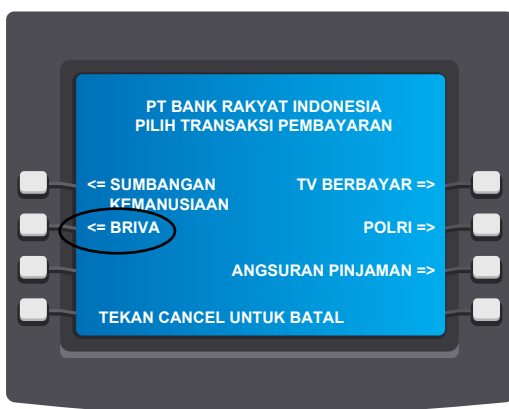 PT BANK RAKYAT INDONESIA
PILIH TRANSAKSI PEMBAYARAN
<= SUMBANGAN KEMANUSIAAN
TV BERBAYAR =>
<= BRIVA
POLRI =>
ANGSURAN PINJAMAN =>
TEKAN CANCEL UNTUK BATAL